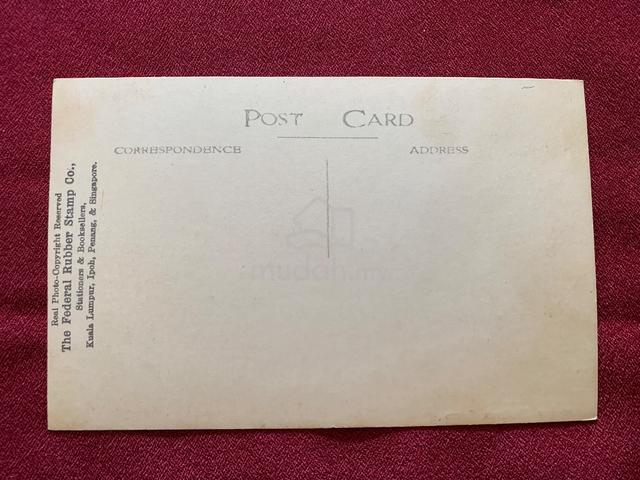 POST CARD
CORRESPONDENCE
ADDRESS
Real Photo-Copyright Reserved
The Federal Rubber Stamp Co.,
Stationers & Booksellers,
Kuala Lumpur, Ipoh, Penang, & Singapore.
mudah.my